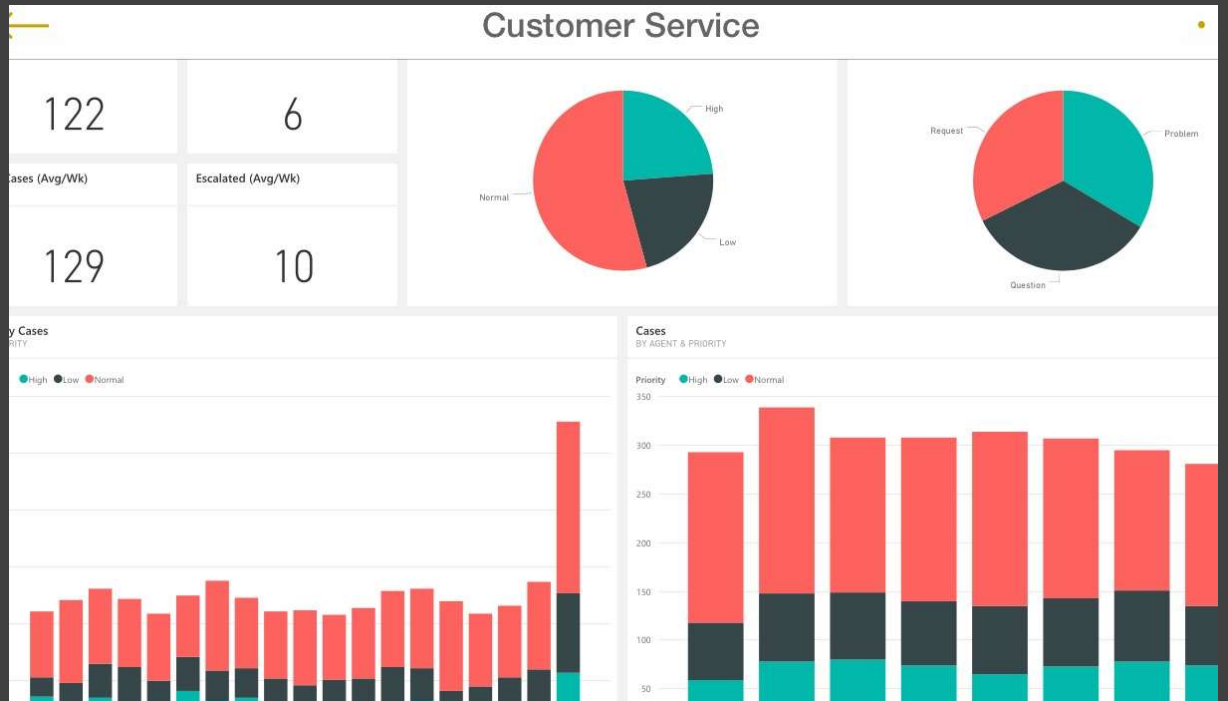 Customer Service
122
6
ases (Avg/Wk)
Escalated (Avg/Wk)
129
10
High
Normal
Low
Request
Problem
Question
y Cases
RITY
High Low Normal
Cases
BY AGENT & PRIORITY
Priority High Low Normal
350
300
250
200
150
100
50